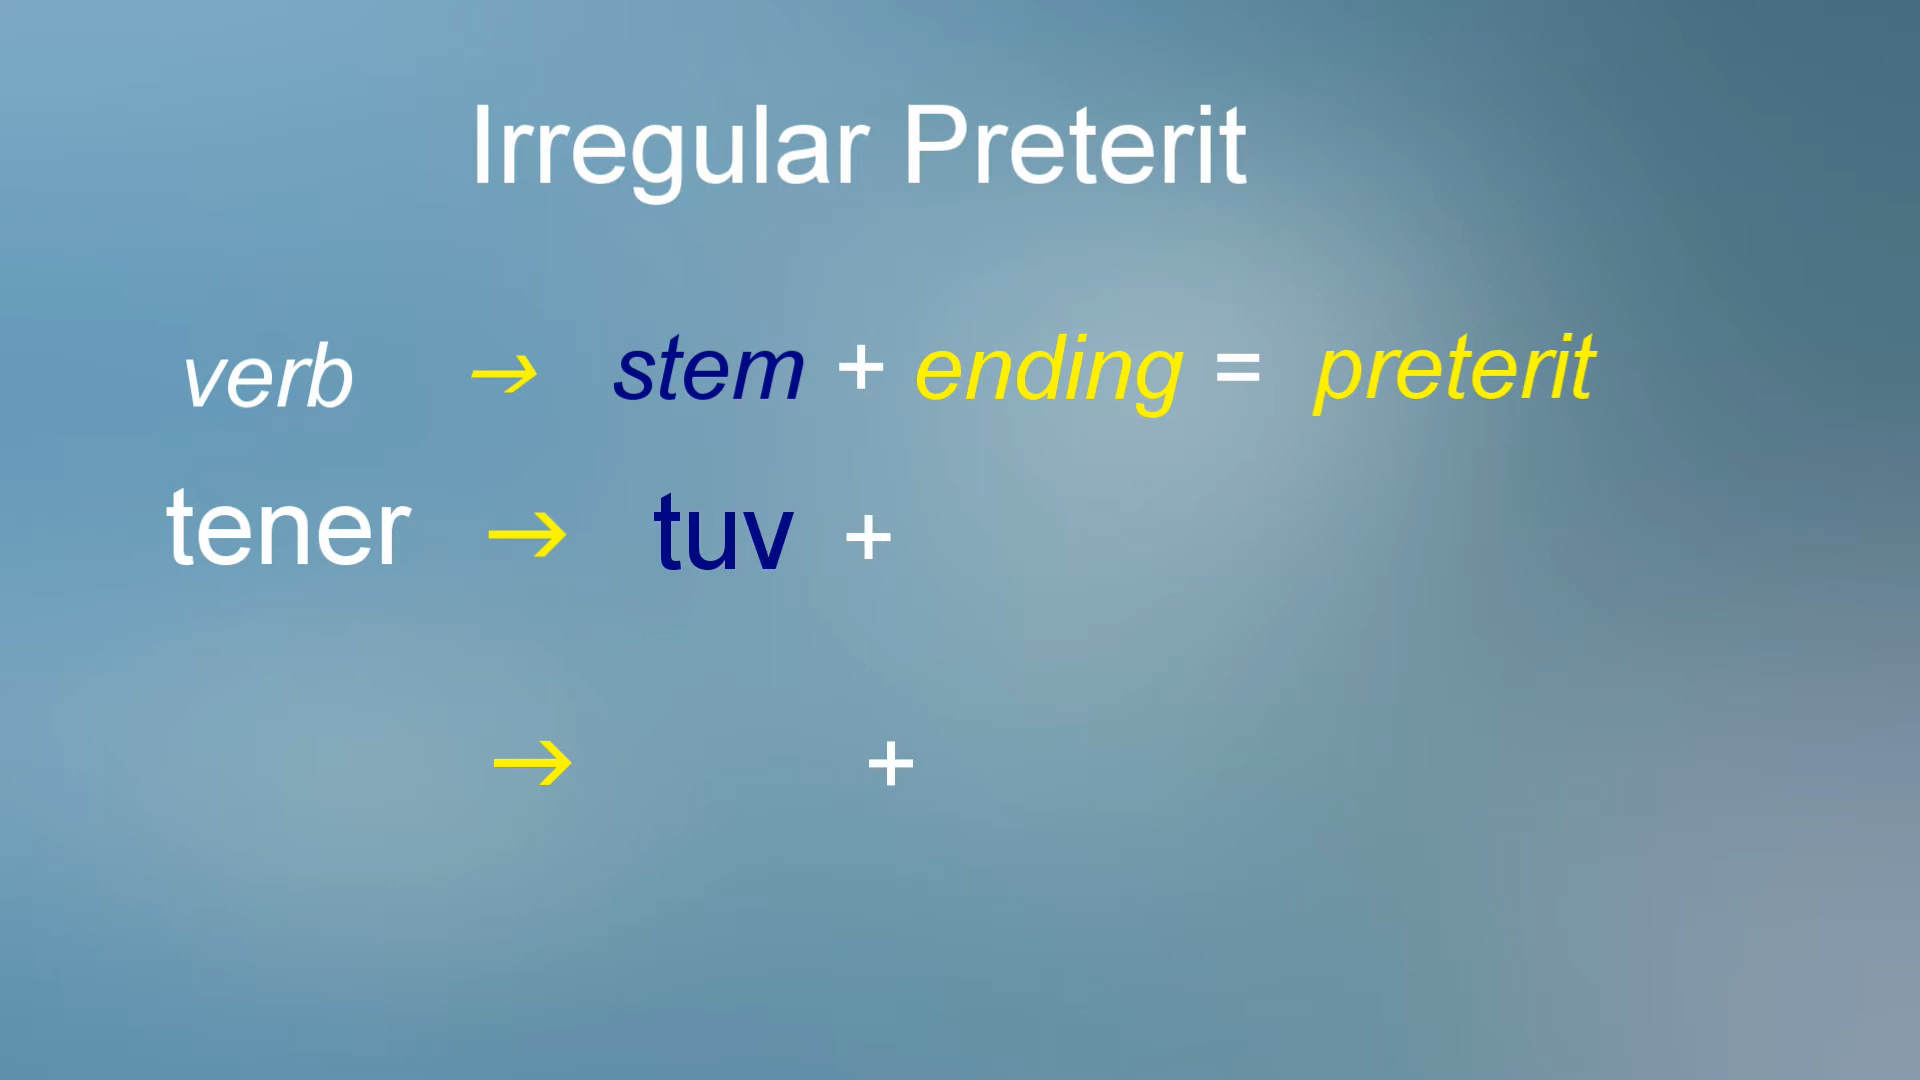 Irregular Preterit
verb → stem + ending = preterit
tener → tuv +
→ +